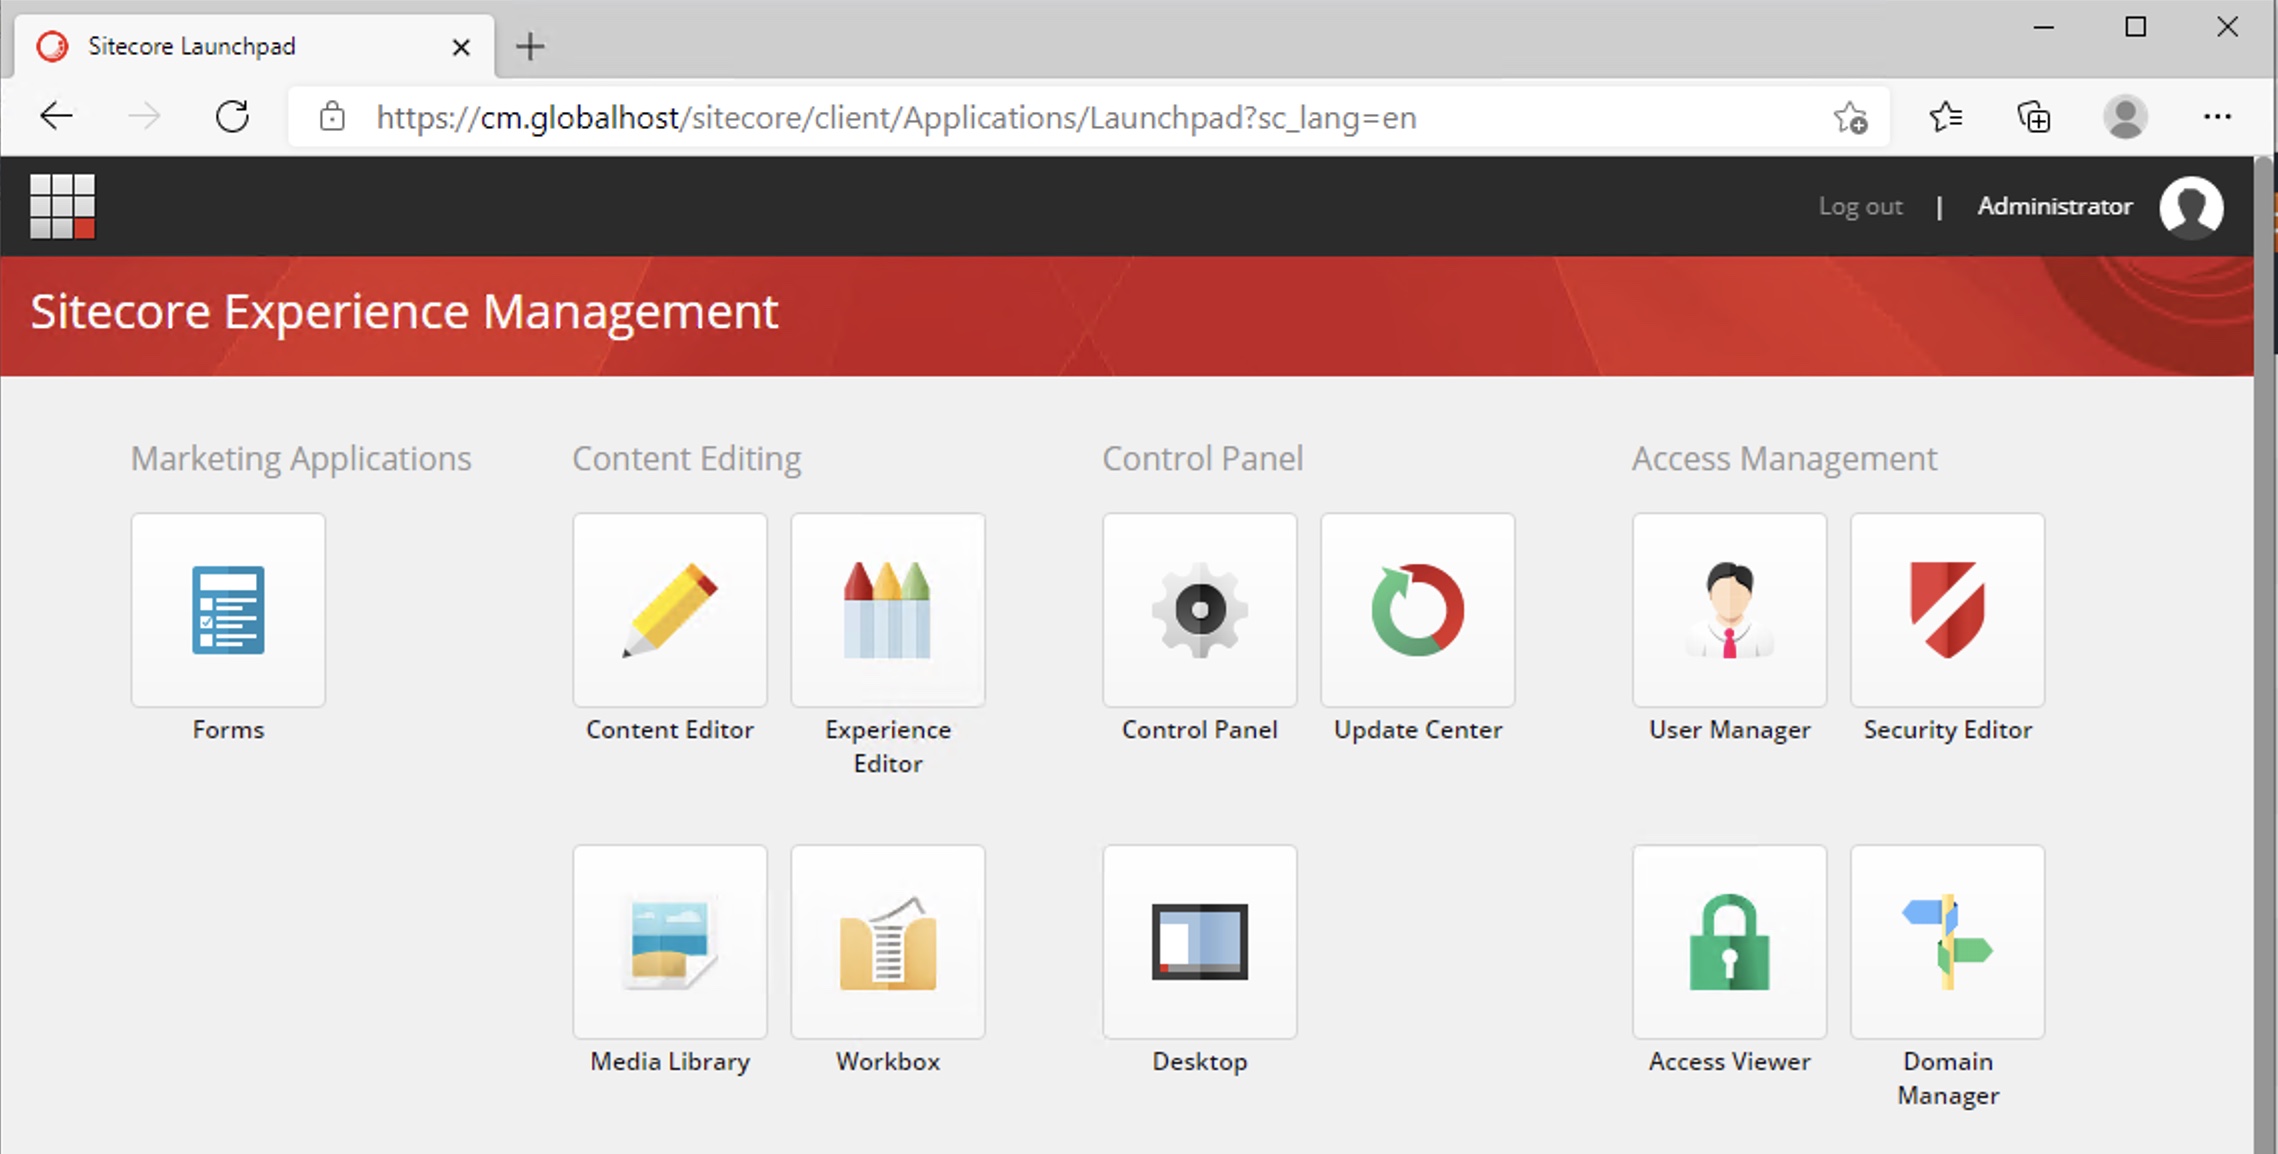 Sitecore Launchpad
https://cm.globalhost/sitecore/client/Applications/Launchpad?sc_lang=en
Log out | Administrator
Sitecore Experience Management
Marketing Applications
Content Editing
Control Panel
Access Management
Forms
Content Editor
Experience
Editor
Control Panel
Update Center
User Manager
Security Editor
Media Library
Workbox
Desktop
Access Viewer
Domain
Manager